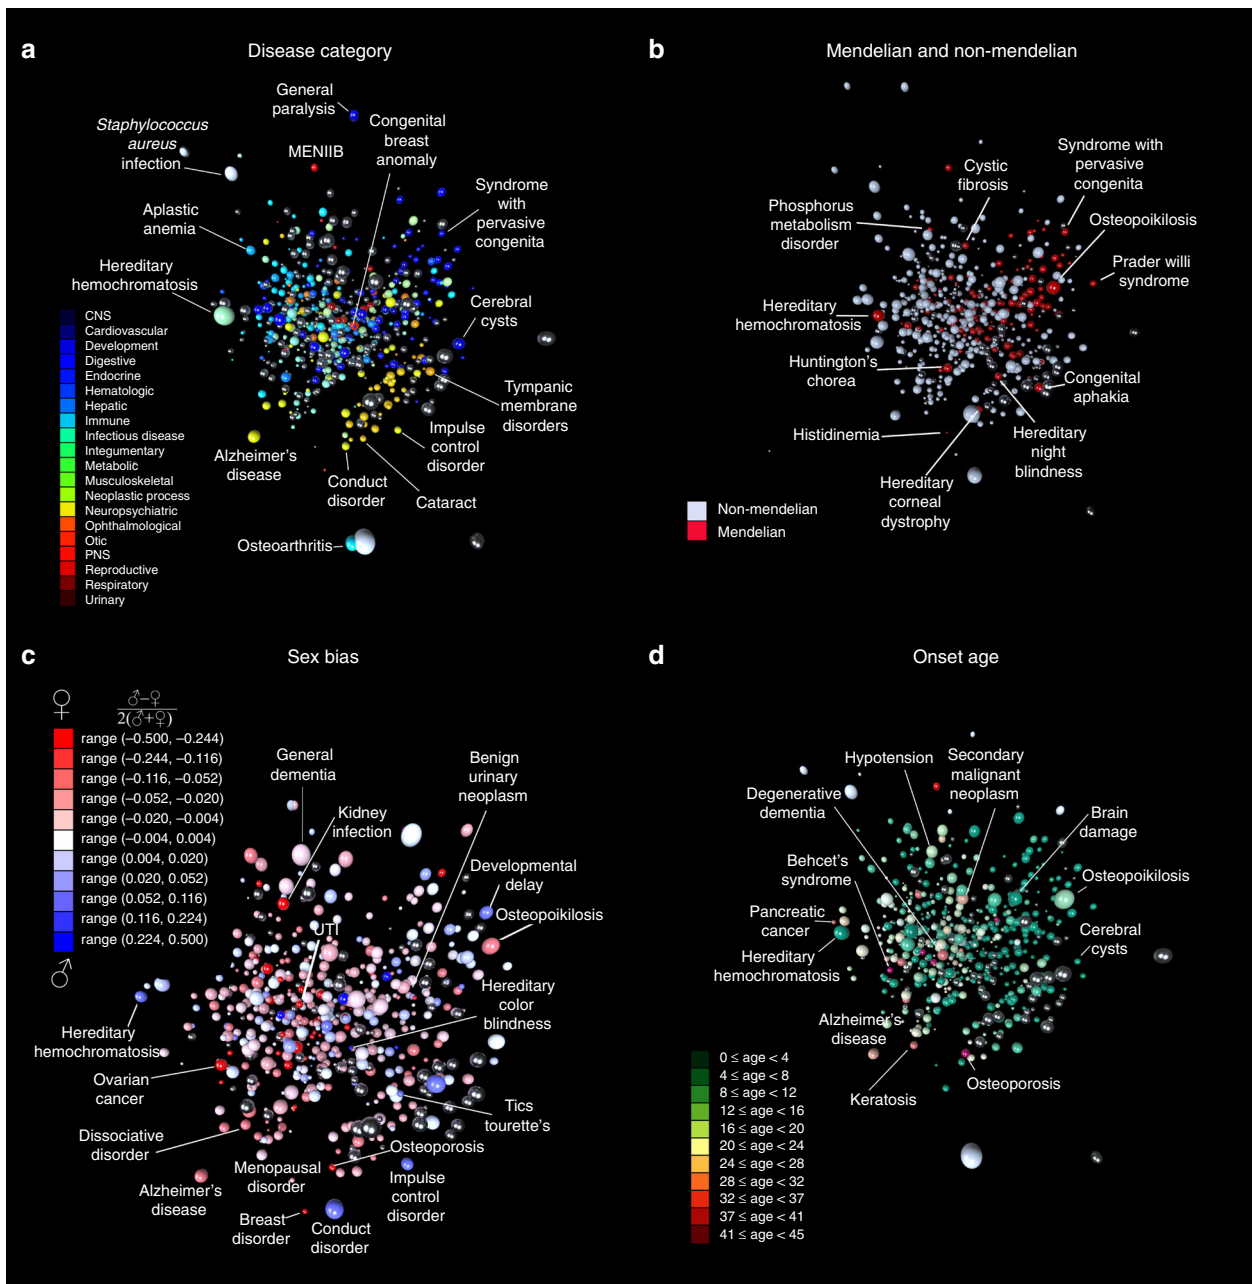 a
Disease category
General
paralysis
Staphylococcus
aureus
infection
MENIIB
Congenital
breast
anomaly
Syndrome
with
pervasive
congenita
Aplastic
anemia
Hereditary
hemochromatosis
Cerebral
cysts
Tympanic
membrane
disorders
Impulse
control
disorder
Alzheimer's
disease
Conduct
disorder
Cataract
Osteoarthritis
CNS
Cardiovascular
Development
Digestive
Endocrine
Hematologic
Hepatic
Immune
Infectious disease
Integumentary
Metabolic
Musculoskeletal
Neoplastic process
Neuropsychiatric
Ophthalmological
Otic
PNS
Reproductive
Respiratory
Urinary
b
Mendelian and non-mendelian
Cystic
fibrosis
Syndrome with
pervasive
congenita
Phosphorus
metabolism
disorder
Osteopoikilosis
Prader willi
syndrome
Hereditary
hemochromatosis
Huntington's
chorea
Congenital
aphakia
Histidinemia
Hereditary
night
blindness
Hereditary
corneal
dystrophy
Non-mendelian
Mendelian
c
Sex bias
♀
♂−♀
2(♂+♀)
range (−0.500, −0.244)
range (−0.244, −0.116)
range (−0.116, −0.052)
range (−0.052, −0.020)
range (−0.020, −0.004)
range (−0.004, 0.004)
range (0.004, 0.020)
range (0.020, 0.052)
range (0.052, 0.116)
range (0.116, 0.224)
range (0.224, 0.500)
♂
General
dementia
Kidney
infection
Benign
urinary
neoplasm
Developmental
delay
Osteopoikilosis
UTI
Hereditary
color
blindness
Hereditary
hemochromatosis
Ovarian
cancer
Tics
tourette's
Dissociative
disorder
Osteoporosis
Menopausal
disorder
Impulse
control
disorder
Alzheimer's
disease
Breast
disorder
Conduct
disorder
d
Onset age
Hypotension
Secondary
malignant
neoplasm
Degenerative
dementia
Brain
damage
Behcet's
syndrome
Osteopoikilosis
Pancreatic
cancer
Cerebral
cysts
Hereditary
hemochromatosis
Alzheimer's
disease
Osteoporosis
Keratosis
0 ≤ age < 4
4 ≤ age < 8
8 ≤ age < 12
12 ≤ age < 16
16 ≤ age < 20
20 ≤ age < 24
24 ≤ age < 28
28 ≤ age < 32
32 ≤ age < 37
37 ≤ age < 41
41 ≤ age < 45